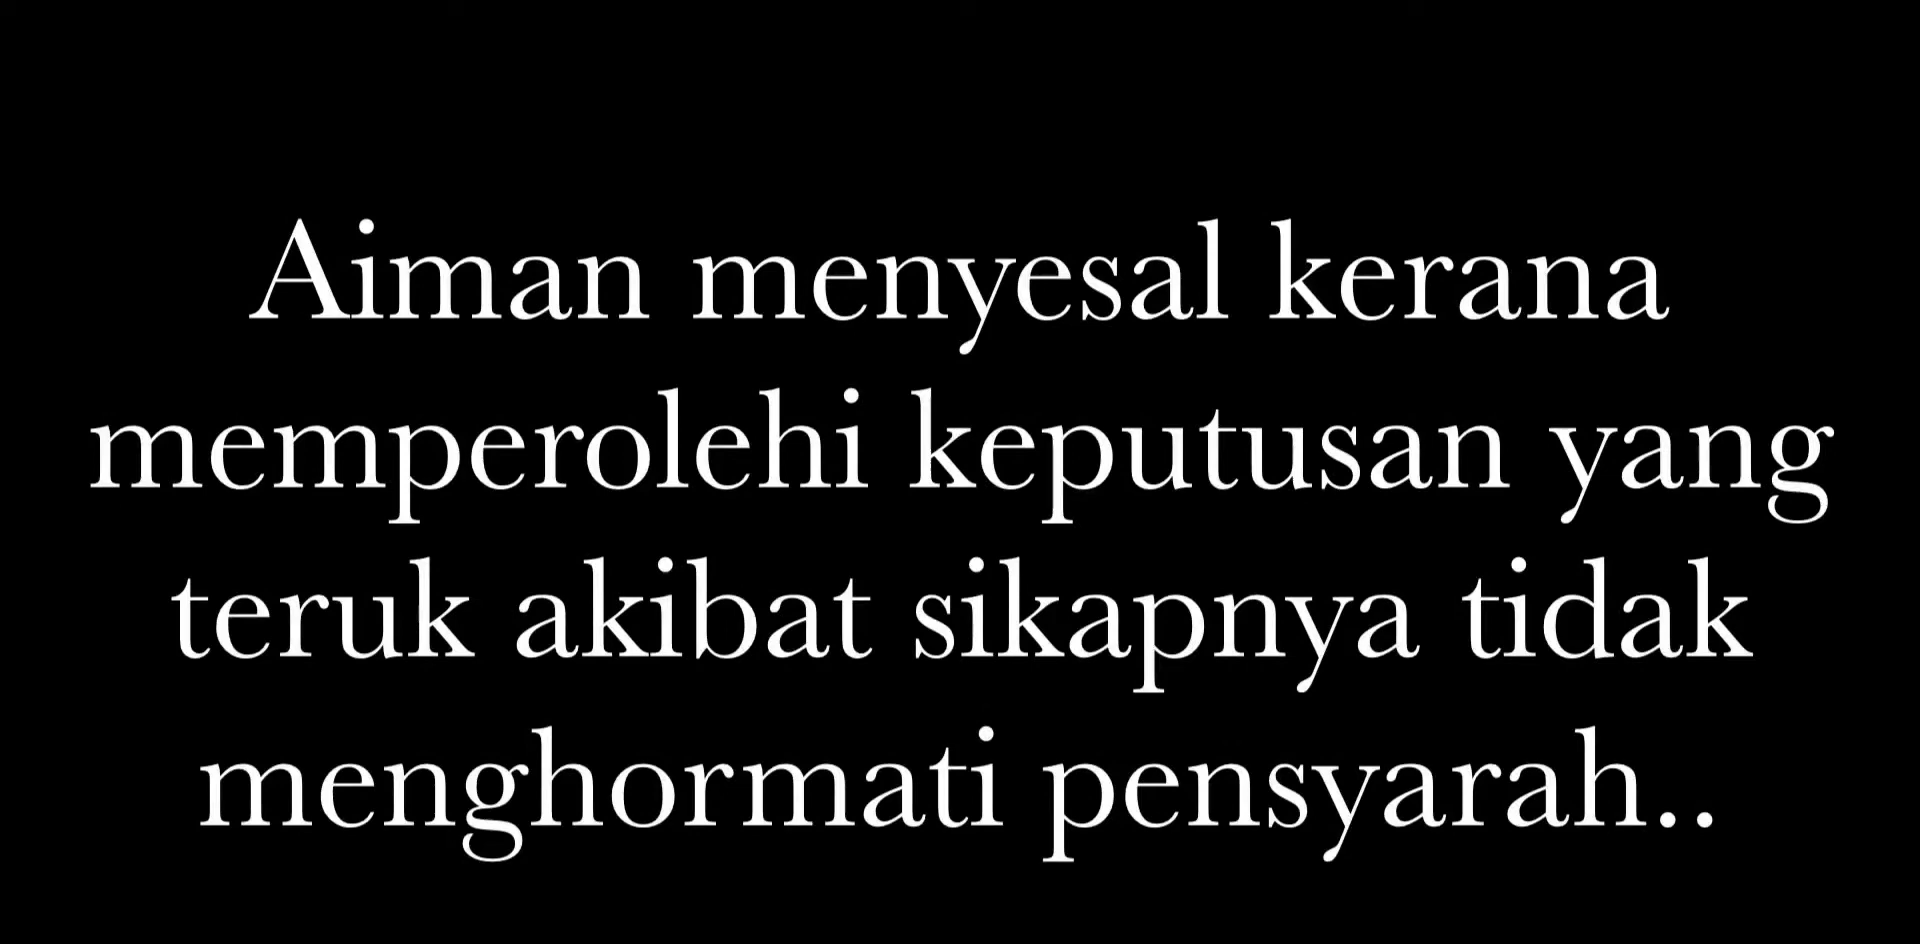 Aiman menyesal kerana
memperolehi keputusan yang
teruk akibat sikapnya tidak
menghormati pensyarah..